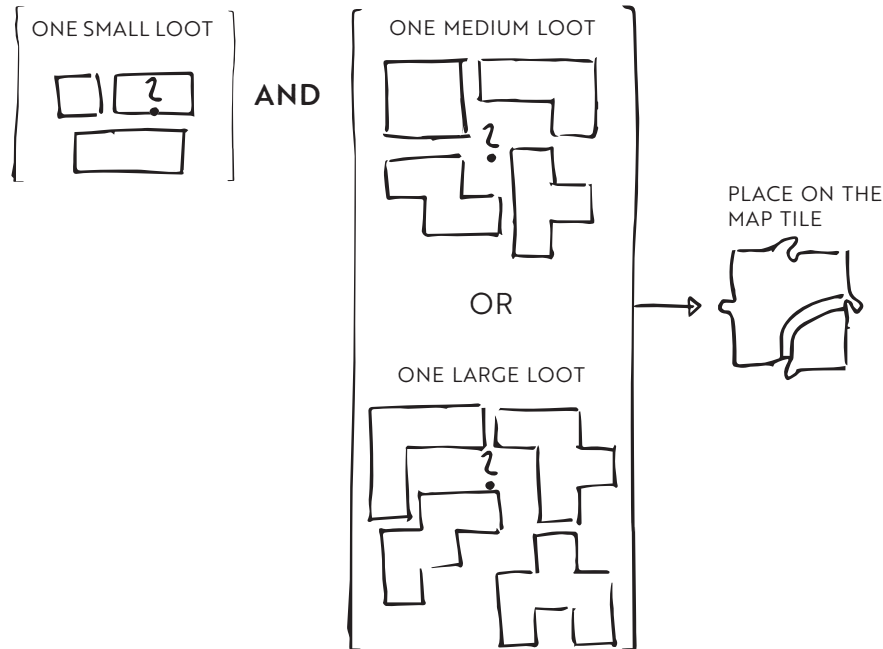 ONE SMALL LOOT
?
AND
ONE MEDIUM LOOT
?
OR
ONE LARGE LOOT
?
PLACE ON THE
MAP TILE